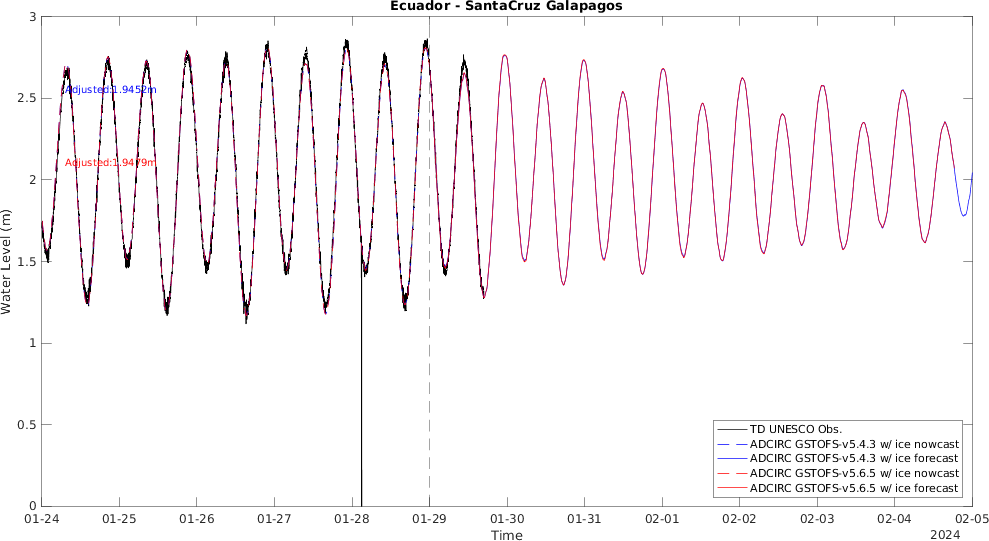 Ecuador - SantaCruz Galapagos
3
2.5
2
1.5
1
0.5
0
Water Level (m)
Adjusted:1.9452m
Adjusted:1.9479m
TD UNESCO Obs.
ADCIRC GSTOFS-v5.4.3 w/ ice nowcast
ADCIRC GSTOFS-v5.4.3 w/ ice forecast
ADCIRC GSTOFS-v5.6.5 w/ ice nowcast
ADCIRC GSTOFS-v5.6.5 w/ ice forecast
01-24 01-25 01-26 01-27 01-28 01-29 01-30 01-31 02-01 02-02 02-03 02-04 02-05
Time
2024